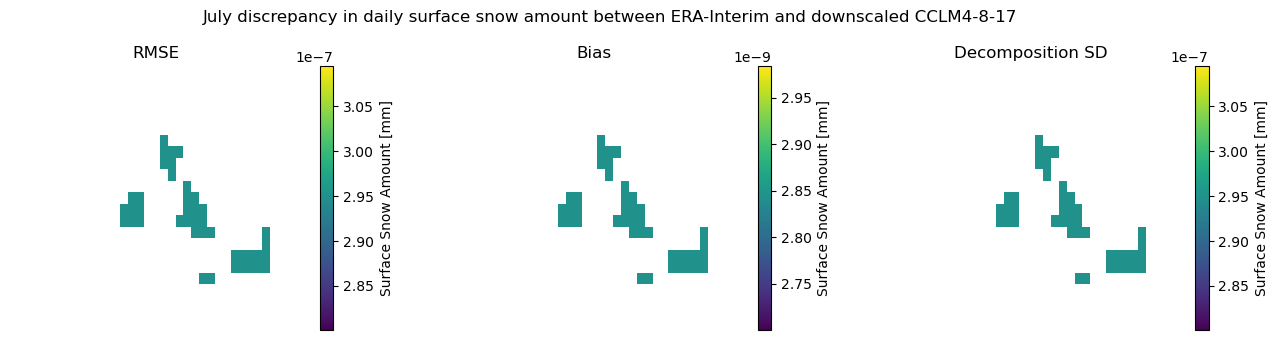 July discrepancy in daily surface snow amount between ERA-Interim and downscaled CCLM4-8-17
RMSE
1e−7
3.05
3.00
2.95
2.90
2.85
Surface Snow Amount [mm]
Bias
1e−9
2.95
2.90
2.85
2.80
2.75
Surface Snow Amount [mm]
Decomposition SD
1e−7
3.05
3.00
2.95
2.90
2.85
Surface Snow Amount [mm]